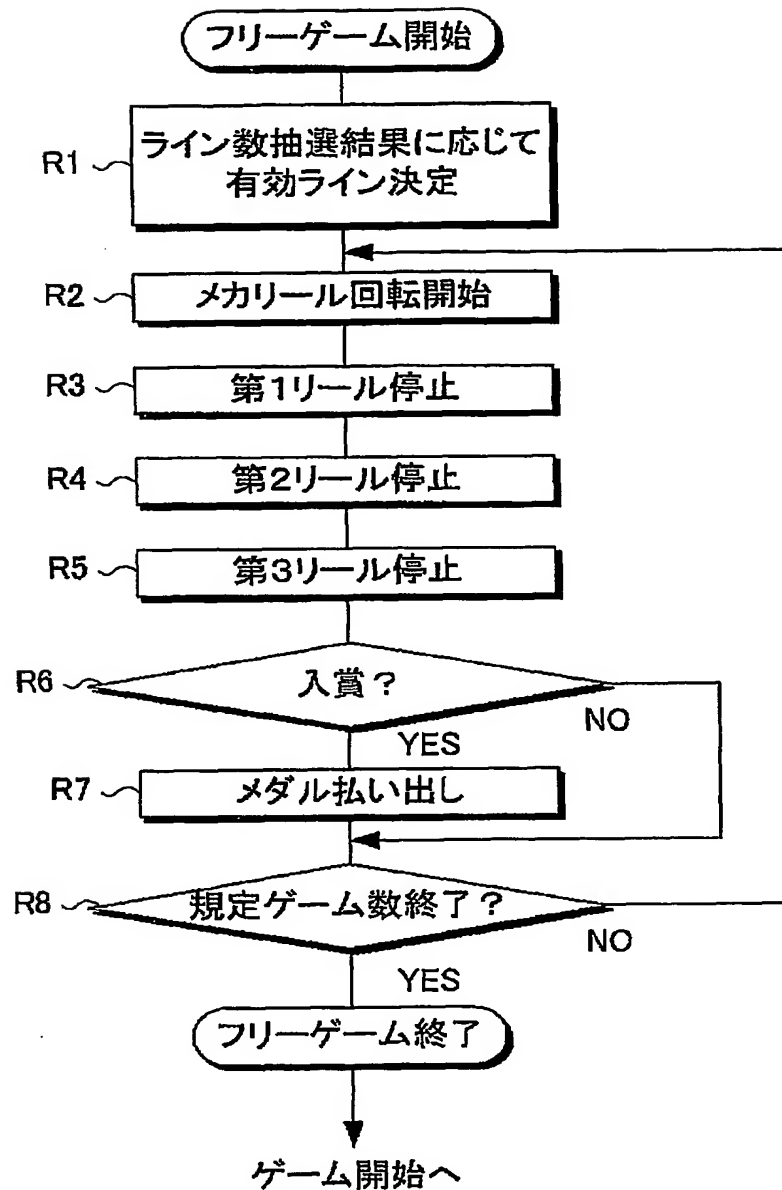 フリーゲーム開始
R1
ライン数抽選結果に応じて
有効ライン決定
R2
メカリール回転開始
R3
第1リール停止
R4
第2リール停止
R5
第3リール停止
R6
入賞？
NO
YES
R7
メダル払い出し
R8
規定ゲーム数終了？
NO
YES
フリーゲーム終了
ゲーム開始へ